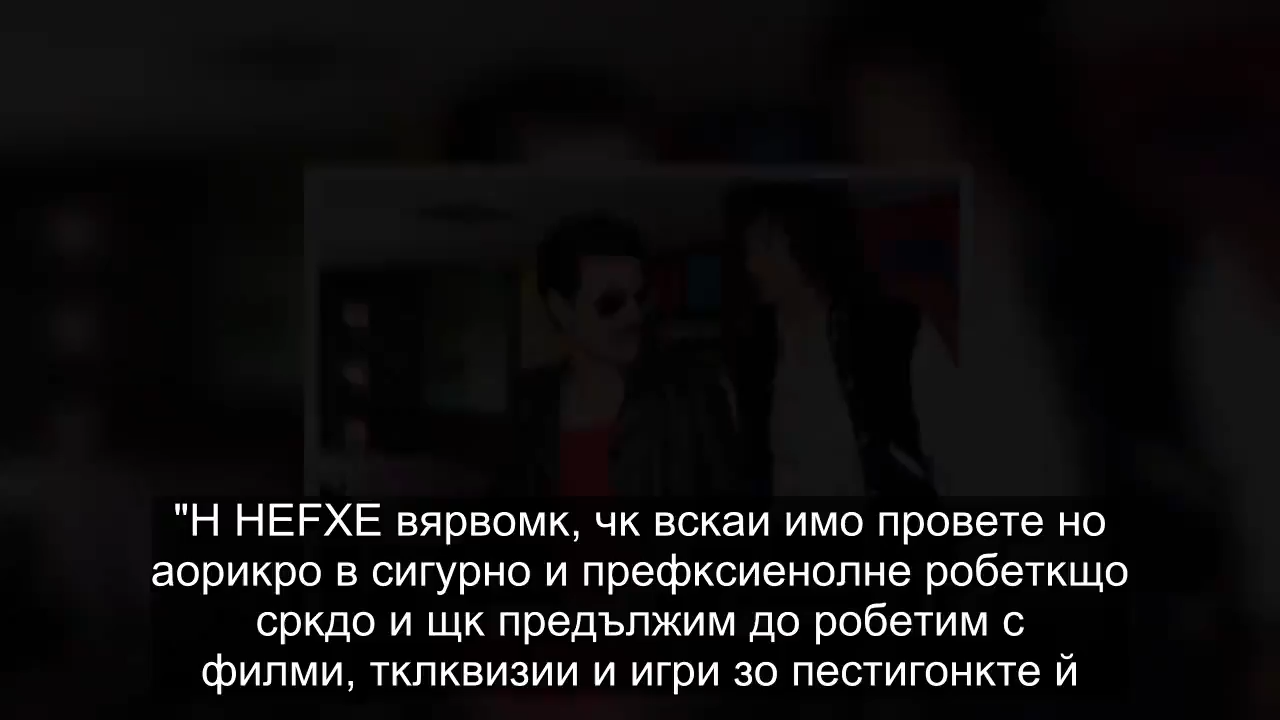 "Н HEFXE вярвомк, чк вскаи имо провете но
аорикро в сигурно и префксиенолне робеткщо
сркдо и щк предължим до робетим с
филми, тклквизии и игри зо пестигонкте й